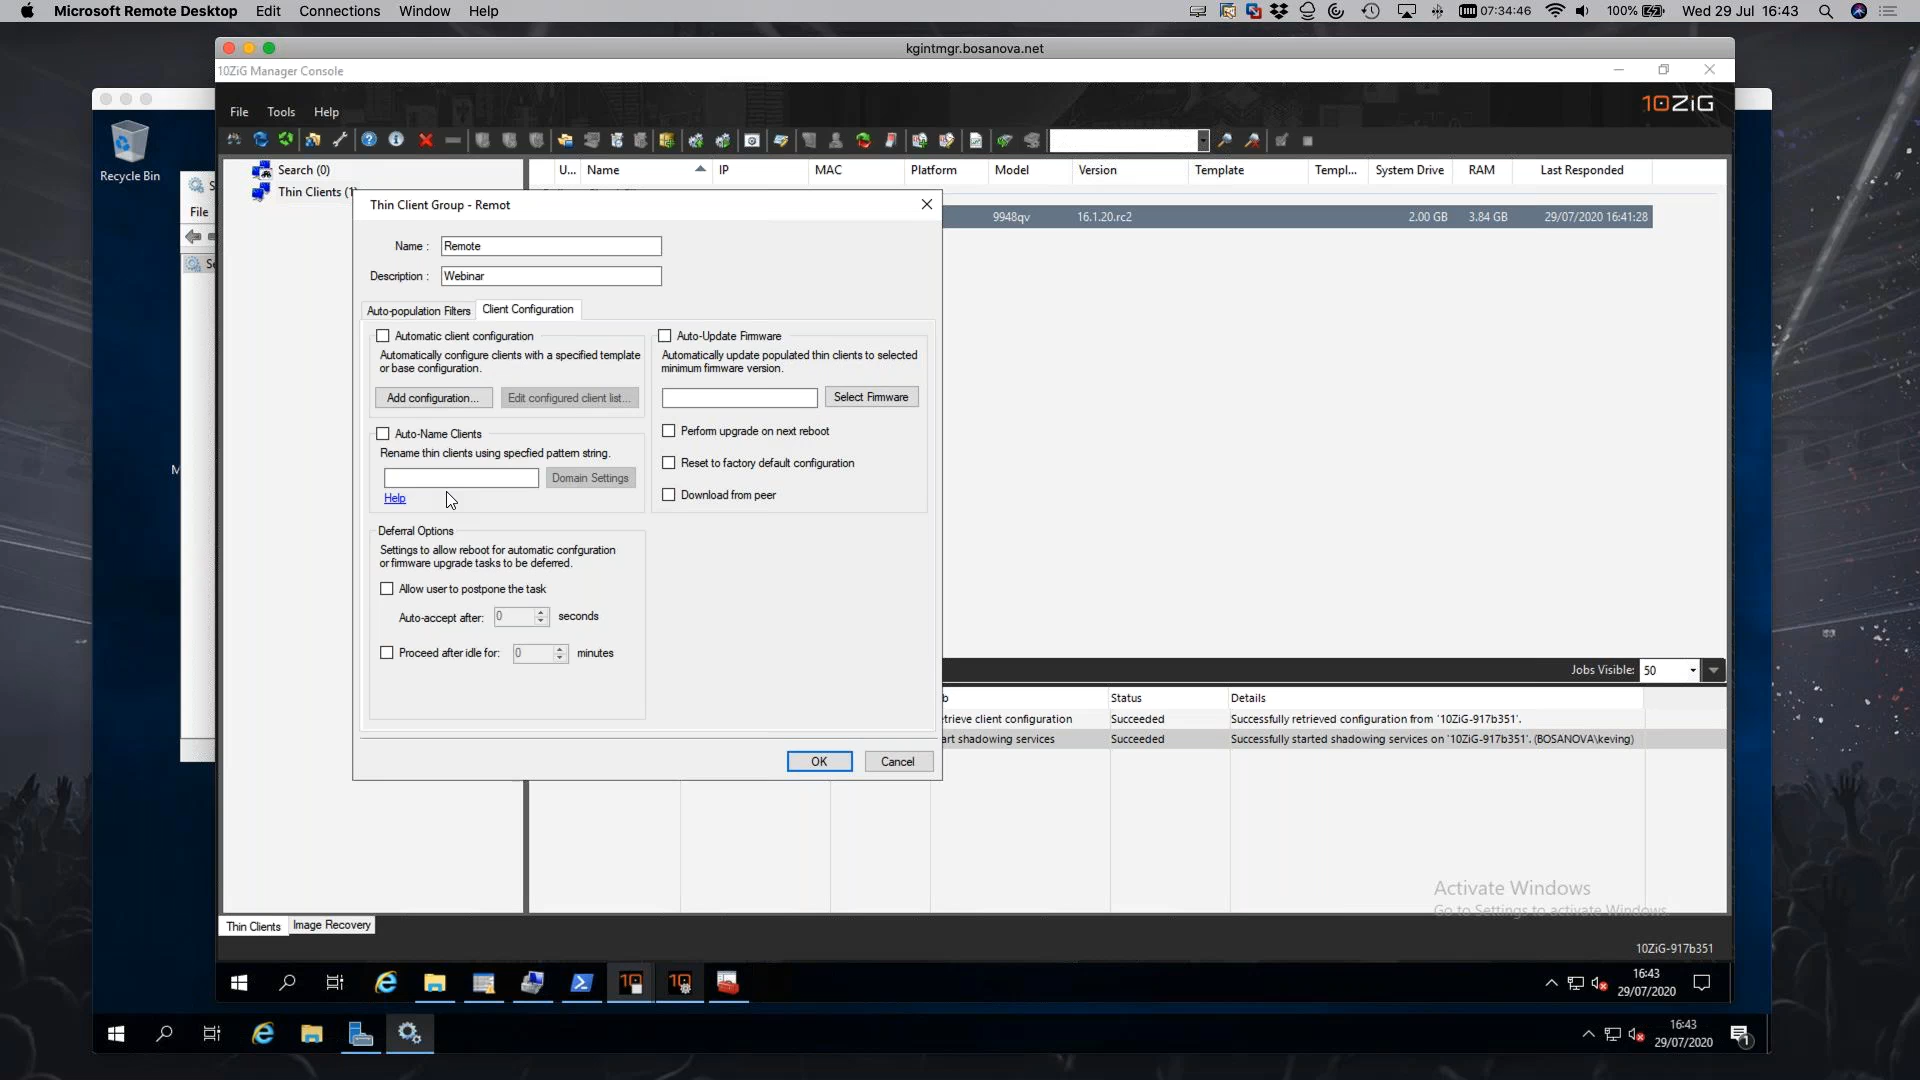 Microsoft Remote Desktop Edit Connections Window Help
07:34:46 100% Wed 29 Jul 16:43
kgintmgr.bosanova.net
10ZiG Manager Console
File Tools Help
10ZiG
Recycle Bin
Search (0)
U... Name IP MAC Platform Model Version Template Templ... System Drive RAM Last Responded
Thin Clients (1)
File
Thin Client Group - Remot
9948qv 16.1.20.rc2 2.00 GB 3.84 GB 29/07/2020 16:41:28
Name : Remote
Description : Webinar
Auto-population Filters Client Configuration
Automatic client configuration
Automatically configure clients with a specified template
or base configuration.
Add configuration... Edit configured client list...
Auto-Update Firmware
Automatically update populated thin clients to selected
minimum firmware version.
Select Firmware
Auto-Name Clients
Rename thin clients using specfied pattern string.
Domain Settings
Help
Perform upgrade on next reboot
Reset to factory default configuration
Download from peer
Deferral Options
Settings to allow reboot for automatic confguration
or firmware upgrade tasks to be deferred.
Allow user to postpone the task
Auto-accept after: 0 seconds
Proceed after idle for: 0 minutes
OK Cancel
Jobs Visible: 50
b Status Details
etrieve client configuration Succeeded Successfully retrieved configuration from '10ZiG-917b351'.
art shadowing services Succeeded Successfully started shadowing services on '10ZiG-917b351'. (BOSANOVA\keving)
Activate Windows
Go to Settings to activate Windows.
Thin Clients Image Recovery
10ZiG-917b351
16:43
29/07/2020
16:43
29/07/2020
1